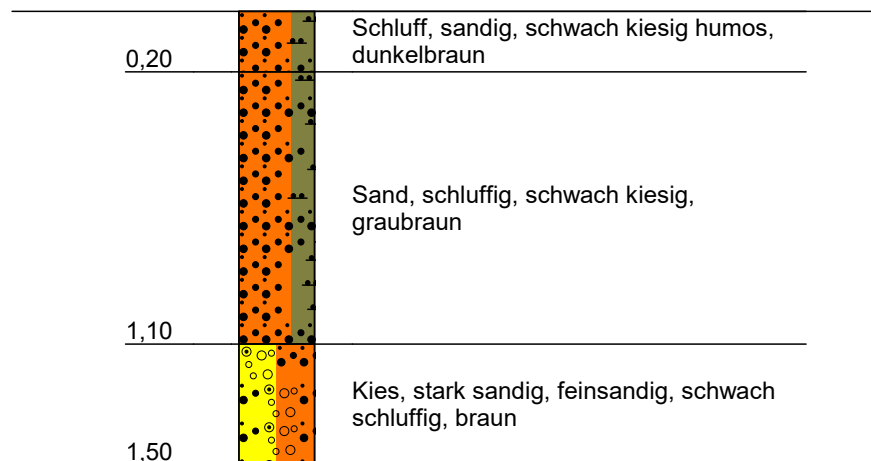 Schluff, sandig, schwach kiesig humos,
dunkelbraun
0,20
Sand, schluffig, schwach kiesig,
graubraun
1,10
Kies, stark sandig, feinsandig, schwach
schluffig, braun
1,50